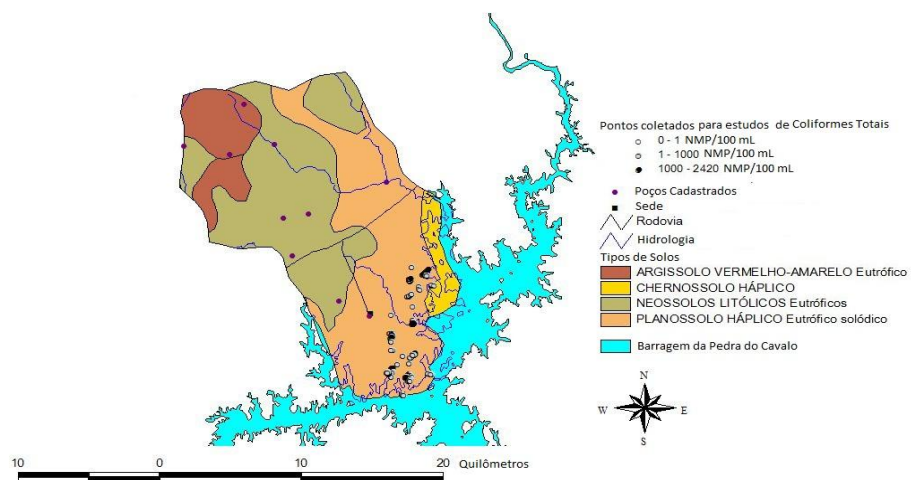 Pontos coletados para estudos de Coliformes Totais
0 - 1 NMP/100 mL
1 - 1000 NMP/100 mL
1000 - 2420 NMP/100 mL
Poços Cadastrados
Sede
Rodovia
Hidrologia
Tipos de Solos
ARGISSOLO VERMELHO-AMARELO Eutrófico
CHERNOSSOLO HÁPLICO
NEOSSOLOS LITÓLICOS Eutróficos
PLANOSSOLO HÁPLICO Eutrófico solódico
Barragem da Pedra do Cavalo
N
W E
S
10 0 10 20 Quilômetros